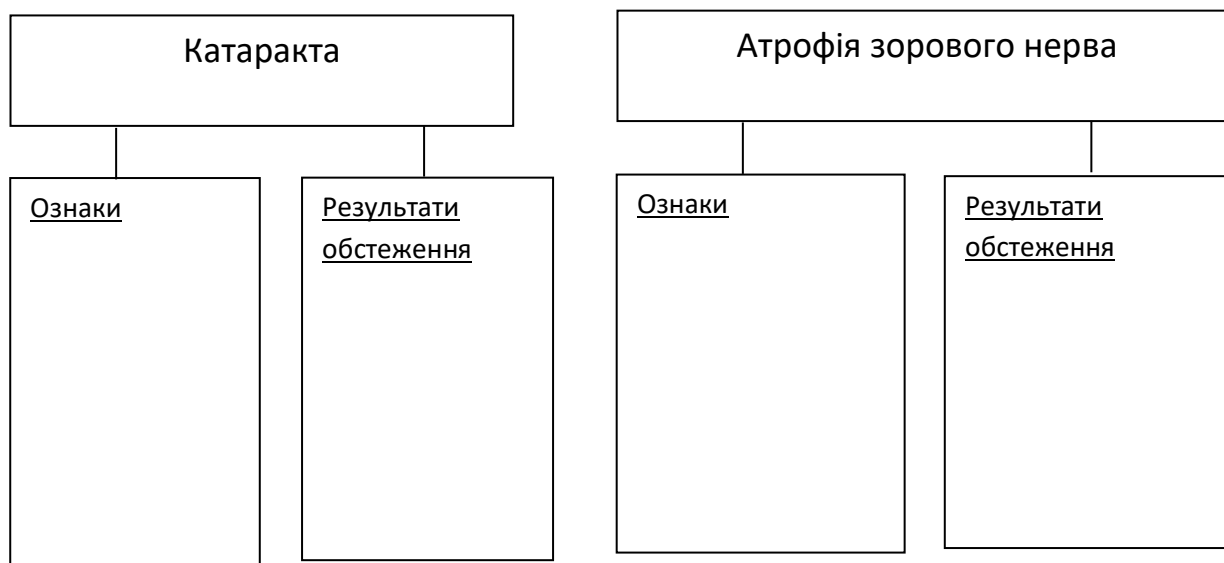 Катаракта
Атрофія зорового нерва
Ознаки
Результати
обстеження
Ознаки
Результати
обстеження